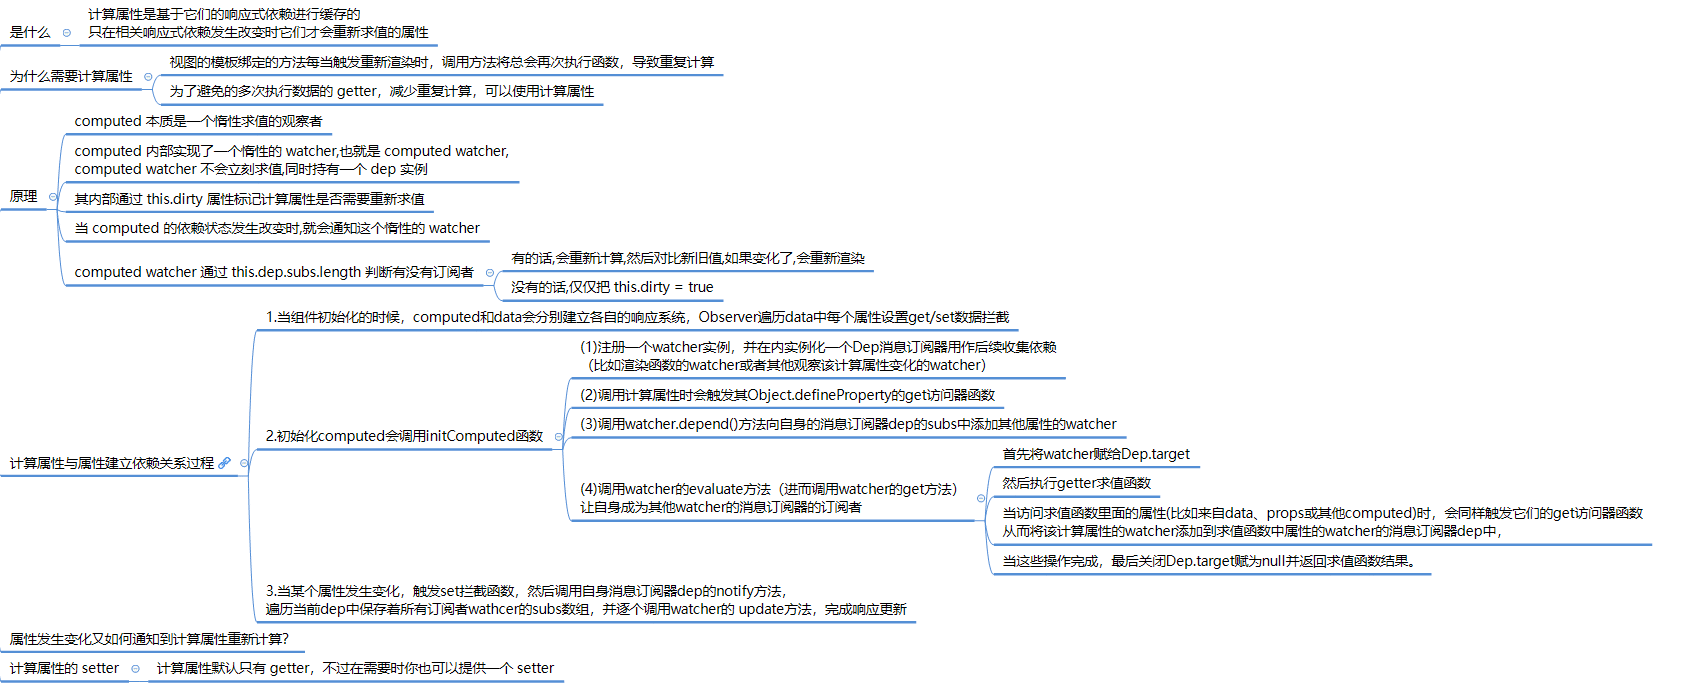 是什么
计算属性是基于它们的响应式依赖进行缓存的
只在相关响应式依赖发生改变时它们才会重新求值的属性
为什么需要计算属性
视图的模板绑定的方法每当触发重新渲染时，调用方法将总会再次执行函数，导致重复计算
为了避免的多次执行数据的 getter，减少重复计算，可以使用计算属性
原理
computed 本质是一个惰性求值的观察者
computed 内部实现了一个惰性的 watcher,也就是 computed watcher,
computed watcher 不会立刻求值,同时持有一个 dep 实例
其内部通过 this.dirty 属性标记计算属性是否需要重新求值
当 computed 的依赖状态发生改变时,就会通知这个惰性的 watcher
computed watcher 通过 this.dep.subs.length 判断有没有订阅者
有的话,会重新计算,然后对比新旧值,如果变化了,会重新渲染
没有的话,仅仅把 this.dirty = true
计算属性与属性建立依赖关系过程
1.当组件初始化的时候，computed和data会分别建立各自的响应系统，Observer遍历data中每个属性设置get/set数据拦截
2.初始化computed会调用initComputed函数
(1)注册一个watcher实例，并在内实例化一个Dep消息订阅器用作后续收集依赖
（比如渲染函数的watcher或者其他观察该计算属性变化的watcher）
(2)调用计算属性时会触发其Object.defineProperty的get访问器函数
(3)调用watcher.depend()方法向自身的消息订阅器dep的subs中添加其他属性的watcher
(4)调用watcher的evaluate方法（进而调用watcher的get方法）
让自身成为其他watcher的消息订阅器的订阅者
首先将watcher赋给Dep.target
然后执行getter求值函数
当访问求值函数里面的属性(比如来自data、props或其他computed)时，会同样触发它们的get访问器函数
从而将该计算属性的watcher添加到求值函数中属性的watcher的消息订阅器dep中，
当这些操作完成，最后关闭Dep.target赋为null并返回求值函数结果。
3.当某个属性发生变化，触发set拦截函数，然后调用自身消息订阅器dep的notify方法，
遍历当前dep中保存着所有订阅者wathcer的subs数组，并逐个调用watcher的 update方法，完成响应更新
属性发生变化又如何通知到计算属性重新计算?
计算属性的 setter
计算属性默认只有 getter，不过在需要时你也可以提供一个 setter